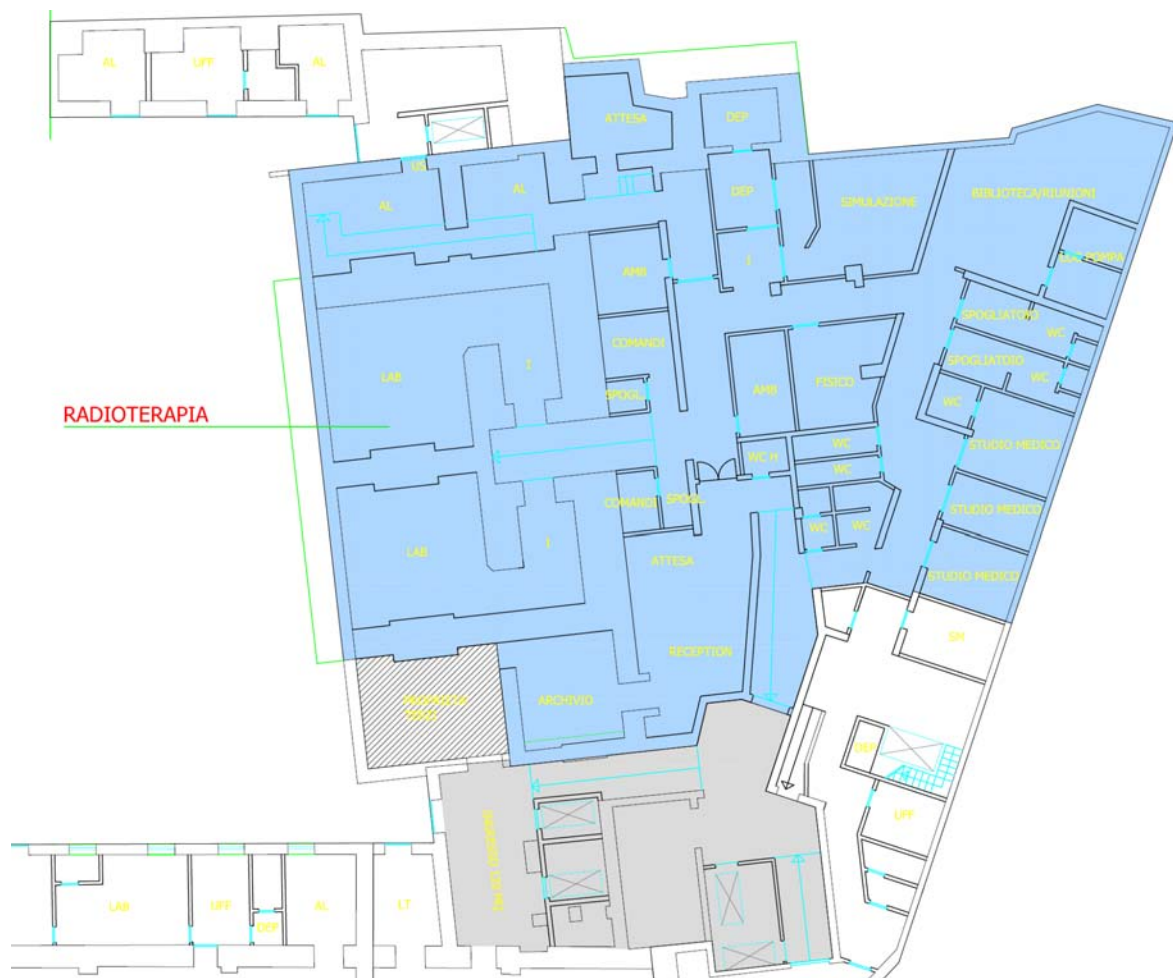 AL
UFF
AL
ATTESA
DEP
US
AL
AL
DEP
SIMULAZIONE
BIBLIOTECA/RIUNIONI
AMB
I
POMPA
SPOGLIATOIO
WC
COMANDI
LAB
I
SPOGL.
AMB
FISICO
SPOGLIATOIO
WC
WC
RADIOTERAPIA
WC
WC H
WC
STUDIO MEDICO
COMANDI
SPOGL.
STUDIO MEDICO
LAB
I
WC
WC
ATTESA
STUDIO MEDICO
RECEPTION
SM
ARCHIVIO
DEP
UFF
LAB
UFF
DEP
AL
LT